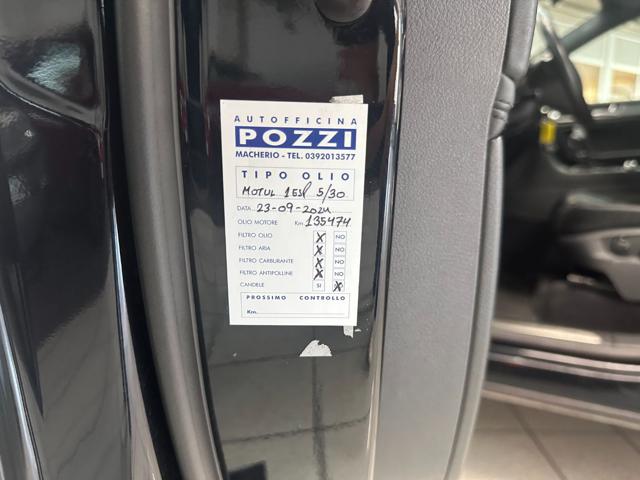 AUTOFFICINA
POZZI
MACHERIO - TEL. 0392013577
TIPO OLIO
MOTUL 5/30
DATA 23-09-2024
OLIO MOTORE Km 135474
FILTRO OLIO X NO
FILTRO ARIA X NO
FILTRO CARBURANTE X NO
FILTRO ANTIPOLLINE X NO
CANDELE SI X
PROSSIMO CONTROLLO
Km.